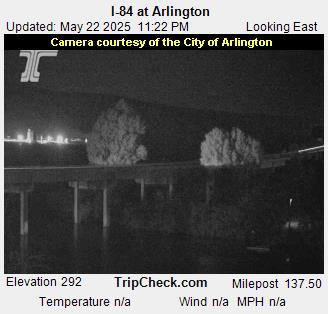 I-84 at Arlington
Updated: May 22 2025 11:22 PM Looking East
Camera courtesy of the City of Arlington
Elevation 292 TripCheck.com Milepost 137.50
Temperature n/a Wind n/a MPH n/a